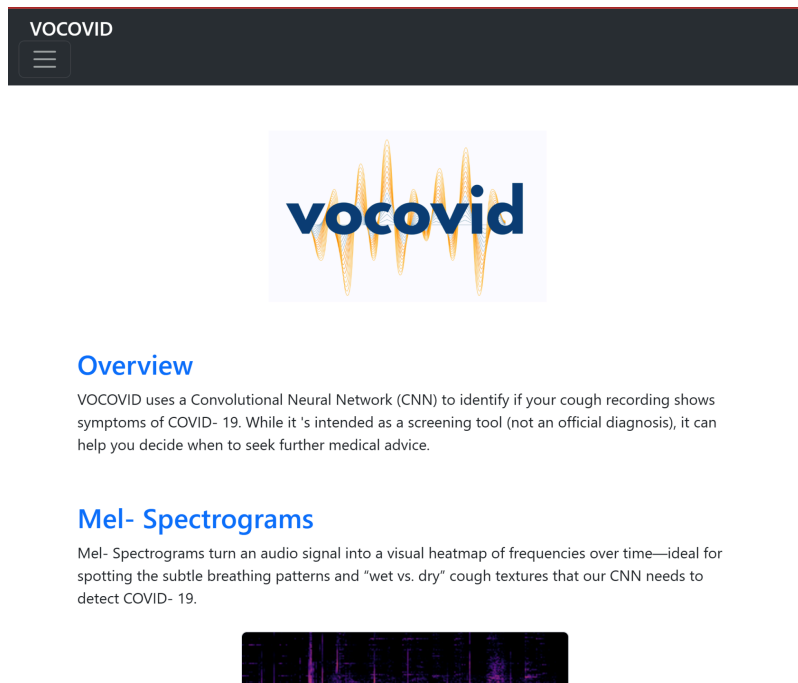 VOCOVID
vocovid
Overview
VOCOVID uses a Convolutional Neural Network (CNN) to identify if your cough recording shows
symptoms of COVID- 19. While it 's intended as a screening tool (not an official diagnosis), it can
help you decide when to seek further medical advice.
Mel- Spectrograms
Mel- Spectrograms turn an audio signal into a visual heatmap of frequencies over time—ideal for
spotting the subtle breathing patterns and “wet vs. dry” cough textures that our CNN needs to
detect COVID- 19.